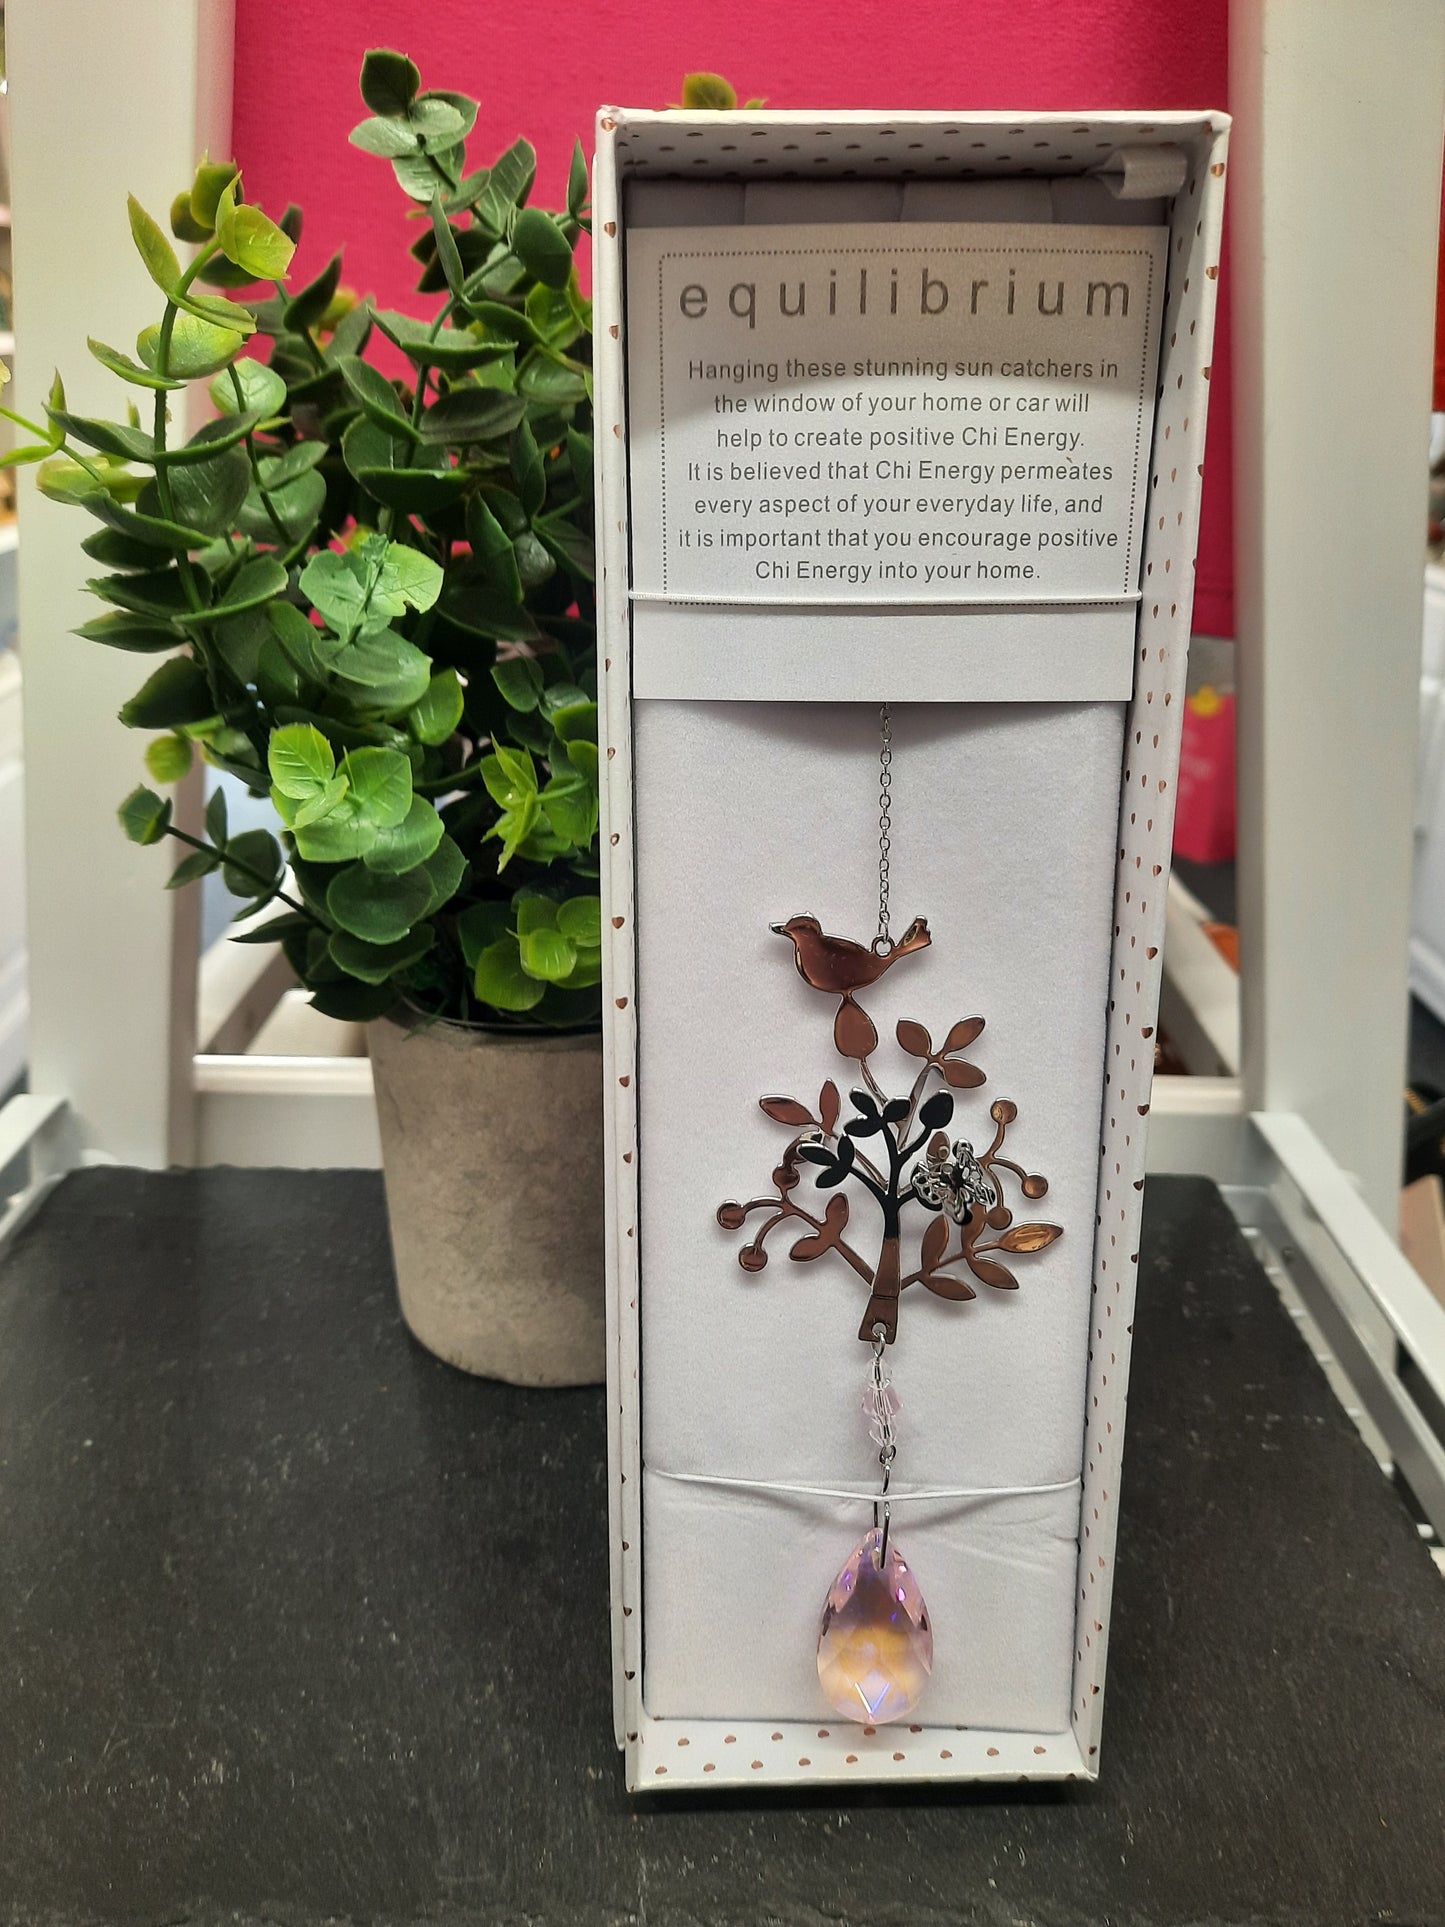 equilibrium
Hanging these stunning sun catchers in
the window of your home or car will
help to create positive Chi Energy.
It is believed that Chi Energy permeates
every aspect of your everyday life, and
it is important that you encourage positive
Chi Energy into your home.